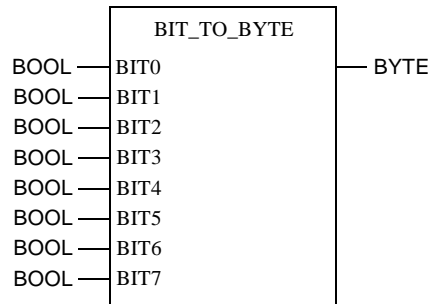 BIT_TO_BYTE
BOOL BIT0 BYTE
BOOL BIT1
BOOL BIT2
BOOL BIT3
BOOL BIT4
BOOL BIT5
BOOL BIT6
BOOL BIT7